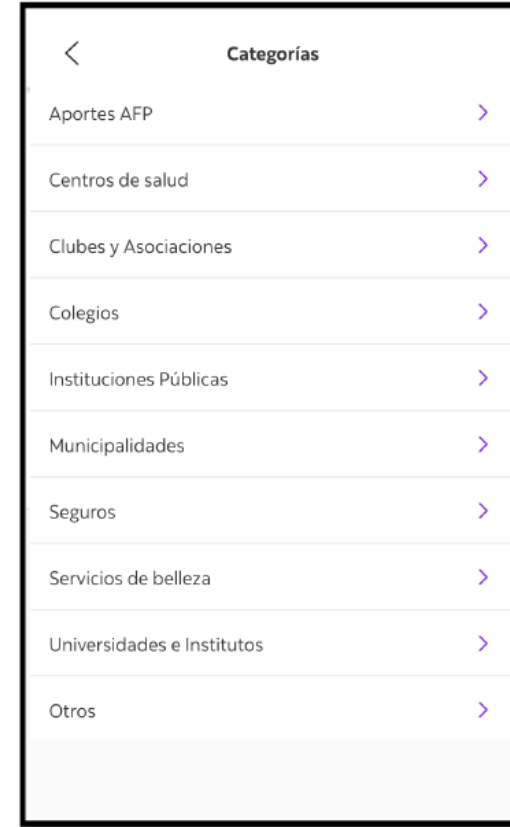 Categorías
Aportes AFP
Centros de salud
Clubes y Asociaciones
Colegios
Instituciones Públicas
Municipalidades
Seguros
Servicios de belleza
Universidades e Institutos
Otros